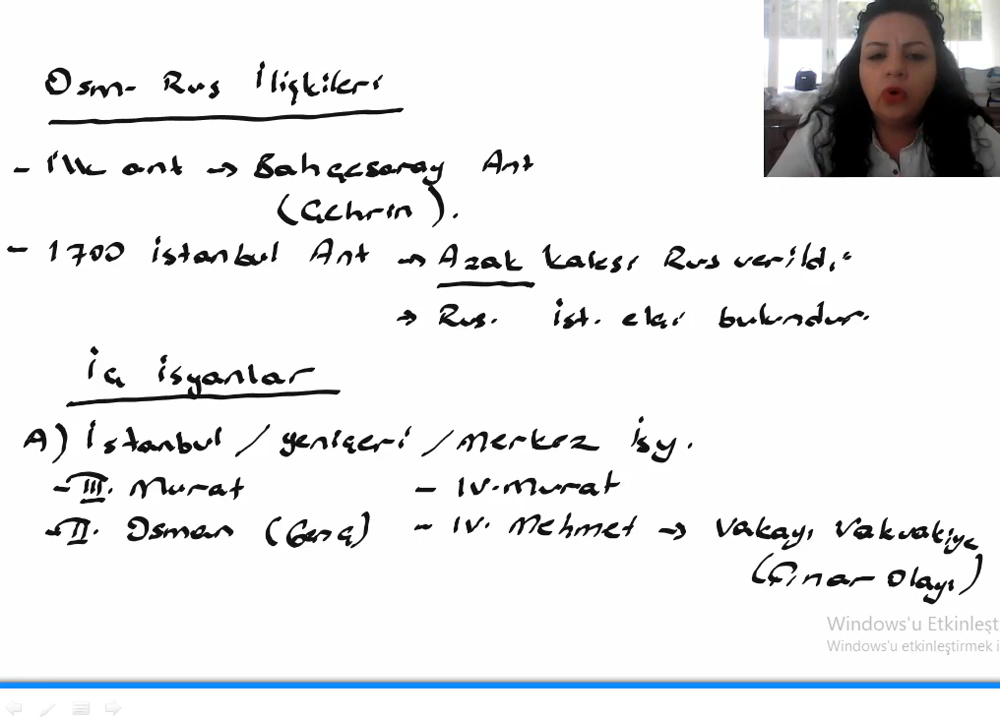 Osm- Rus İlişkileri
- İlk ant → Bahçesaray Ant
(Çehrin).
- 1700 istanbul Ant → Azak kalesi Rus verildi
→ Rus. ist. elçi bulundur.
İç isyanlar
A) İstanbul / yeniçeri / merkez isy.
- III. Murat
- IV. Murat
- II. Osman (Genç)
- IV. Mehmet → Vakayı Vakvakiye
(Çınar Olayı)
Windows'u Etkinleşt
Windows'u etkinleştirmek i